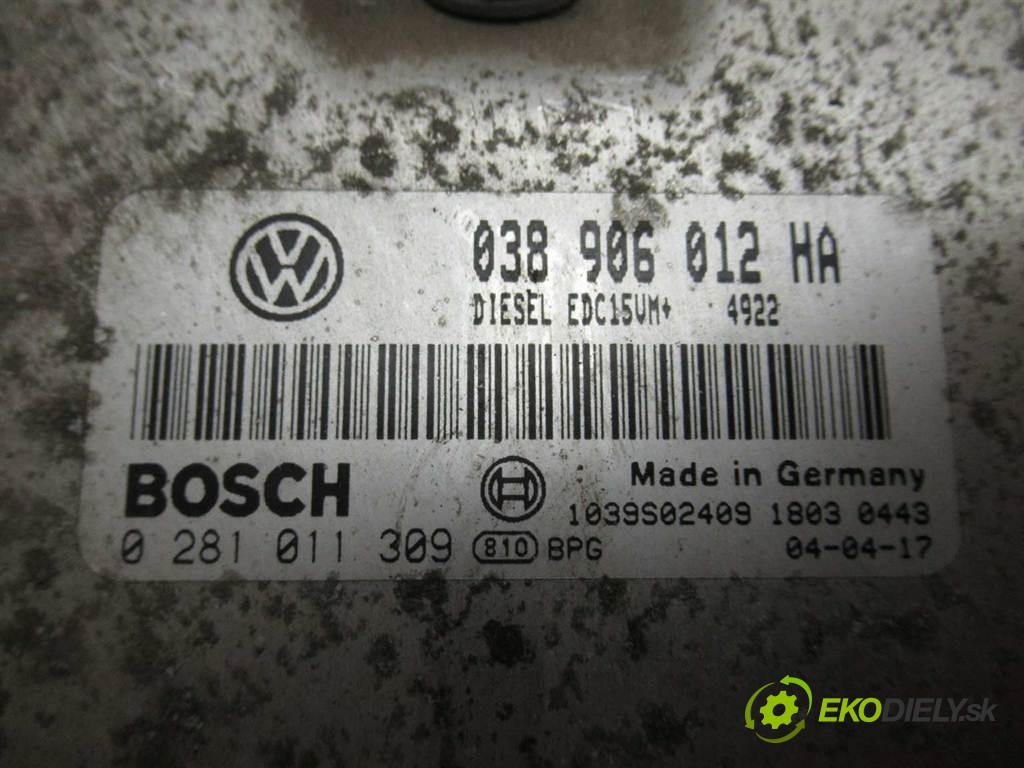 038 906 012 HA
DIESEL EDC15VM+ 4922
BOSCH
Made in Germany
1039S02409 1803 0443
0 281 011 309 810 BPG 04-04-17
EKODIELY.sk